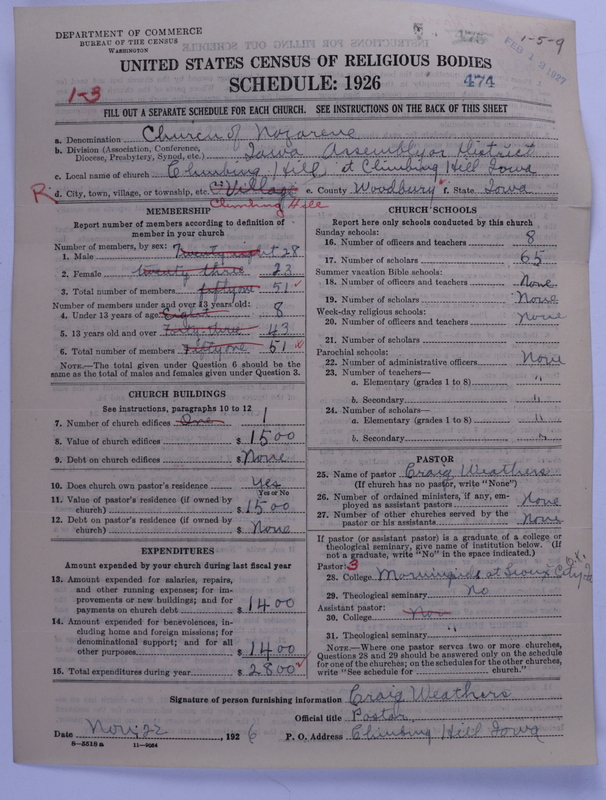 DEPARTMENT OF COMMERCE
BUREAU OF THE CENSUS
WASHINGTON
1-5-9
FEB 12 1927
UNITED STATES CENSUS OF RELIGIOUS BODIES
SCHEDULE: 1926
474
1-3
FILL OUT A SEPARATE SCHEDULE FOR EACH CHURCH. SEE INSTRUCTIONS ON THE BACK OF THIS SHEET
a. Denomination Church of Nazarene
b. Division (Association, Conference, Diocese, Presbytery, Synod, etc.) Iowa Assembly or District
c. Local name of church Climbing Hill at Climbing Hill Iowa
R. d. City, town, village, or township, etc. Village e. County Woodbury f. State Iowa
Climbing Hill
MEMBERSHIP
Report number of members according to definition of
member in your church
Number of members, by sex:
1. Male Twenty eight 28
2. Female twenty three 23
3. Total number of members fifty one 51
Number of members under and over 13 years old:
4. Under 13 years of age Eight 8
5. 13 years old and over Forty three 43
6. Total number of members Fifty one 51
NOTE.—The total given under Question 6 should be the
same as the total of males and females given under Question 3.
CHURCH BUILDINGS
See instructions, paragraphs 10 to 12
7. Number of church edifices One 1
8. Value of church edifices $ 1500
9. Debt on church edifices $ None
10. Does church own pastor's residence Yes
Yes or No
11. Value of pastor's residence (if owned by
church) $ 1500
12. Debt on pastor's residence (if owned by
church) $ None
EXPENDITURES
Amount expended by your church during last fiscal year
13. Amount expended for salaries, repairs,
and other running expenses; for im-
provements or new buildings; and for
payments on church debt $ 1400
14. Amount expended for benevolences, in-
cluding home and foreign missions; for
denominational support; and for all
other purposes $ 1400
15. Total expenditures during year $ 2800
CHURCH SCHOOLS
Report here only schools conducted by this church
Sunday schools:
16. Number of officers and teachers 8
17. Number of scholars 65
Summer vacation Bible schools:
18. Number of officers and teachers None
19. Number of scholars None
Week-day religious schools:
20. Number of officers and teachers None
21. Number of scholars
Parochial schools:
22. Number of administrative officers None
23. Number of teachers—
a. Elementary (grades 1 to 8) "
b. Secondary "
24. Number of scholars—
a. Elementary (grades 1 to 8) "
b. Secondary "
PASTOR
25. Name of pastor Craig Weathers
(If church has no pastor, write "None")
26. Number of ordained ministers, if any, em-
ployed as assistant pastors None
27. Number of other churches served by the
pastor or his assistants None
If pastor (or assistant pastor) is a graduate of a college or
theological seminary, give name of institution below. (If
not a graduate, write "No" in the space indicated.)
Pastor: 3
O.K.
28. College Morningside at Sioux City
29. Theological seminary No
Assistant pastor:
30. College Non
31. Theological seminary "
NOTE.—Where one pastor serves two or more churches,
Questions 28 and 29 should be answered only on the schedule
for one of the churches; on the schedules for the other churches,
write "See schedule for church."
Signature of person furnishing information Craig Weathers
Official title Pastor
Date Nov. 22, 1926 P. O. Address Climbing Hill Iowa
8—5518 a 11—9064